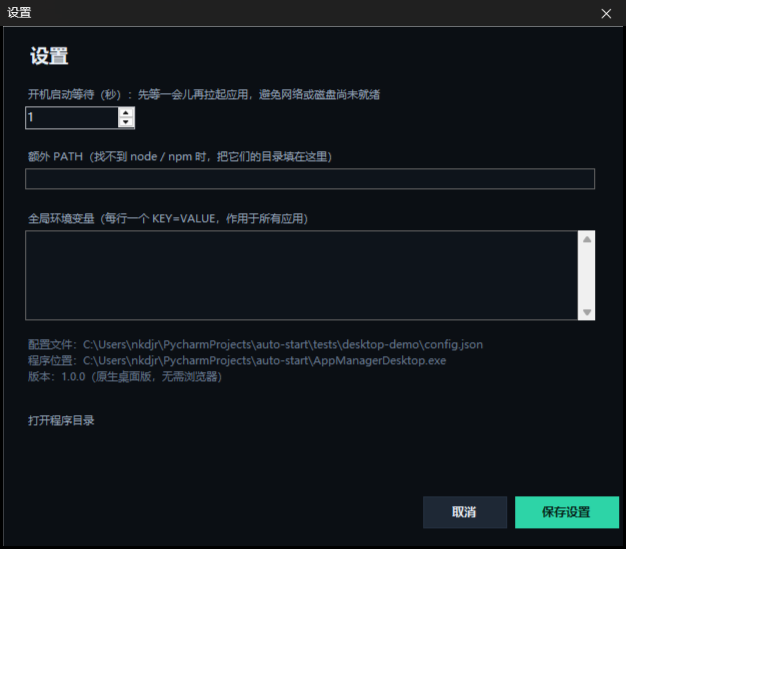 设置
设置
开机启动等待（秒）：先等一会儿再拉起应用，避免网络或磁盘尚未就绪
1
额外 PATH（找不到 node / npm 时，把它们的目录填在这里）
全局环境变量（每行一个 KEY=VALUE，作用于所有应用）
配置文件：C:\Users\nkdjr\PycharmProjects\auto-start\tests\desktop-demo\config.json
程序位置：C:\Users\nkdjr\PycharmProjects\auto-start\AppManagerDesktop.exe
版本：1.0.0（原生桌面版，无需浏览器）
打开程序目录
取消 保存设置